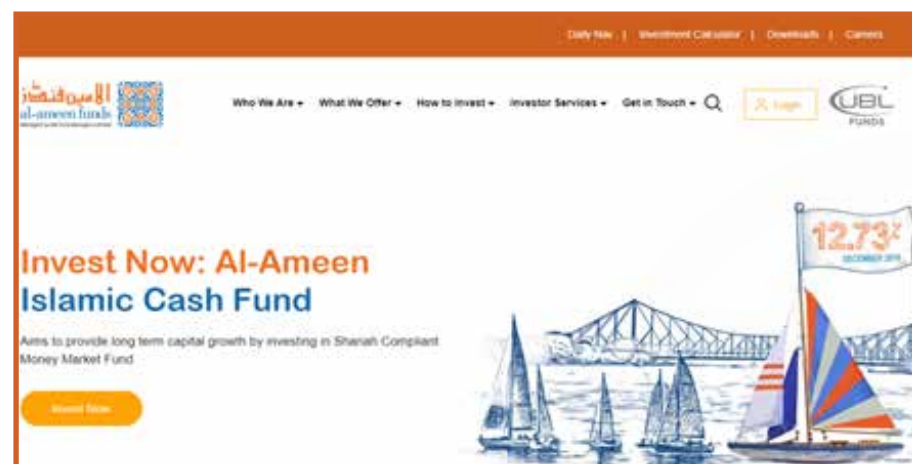 Daily Nav | Investment Calculator | Downloads | Careers
الامین فنڈز
al-ameen funds
Who We Are What We Offer How to Invest Investor Services Get in Touch
Login
UBL
FUNDS
12.73%
DECEMBER 2019
Invest Now: Al-Ameen
Islamic Cash Fund
Aims to provide long term capital growth by investing in Shariah Compliant
Money Market Fund
Invest Now